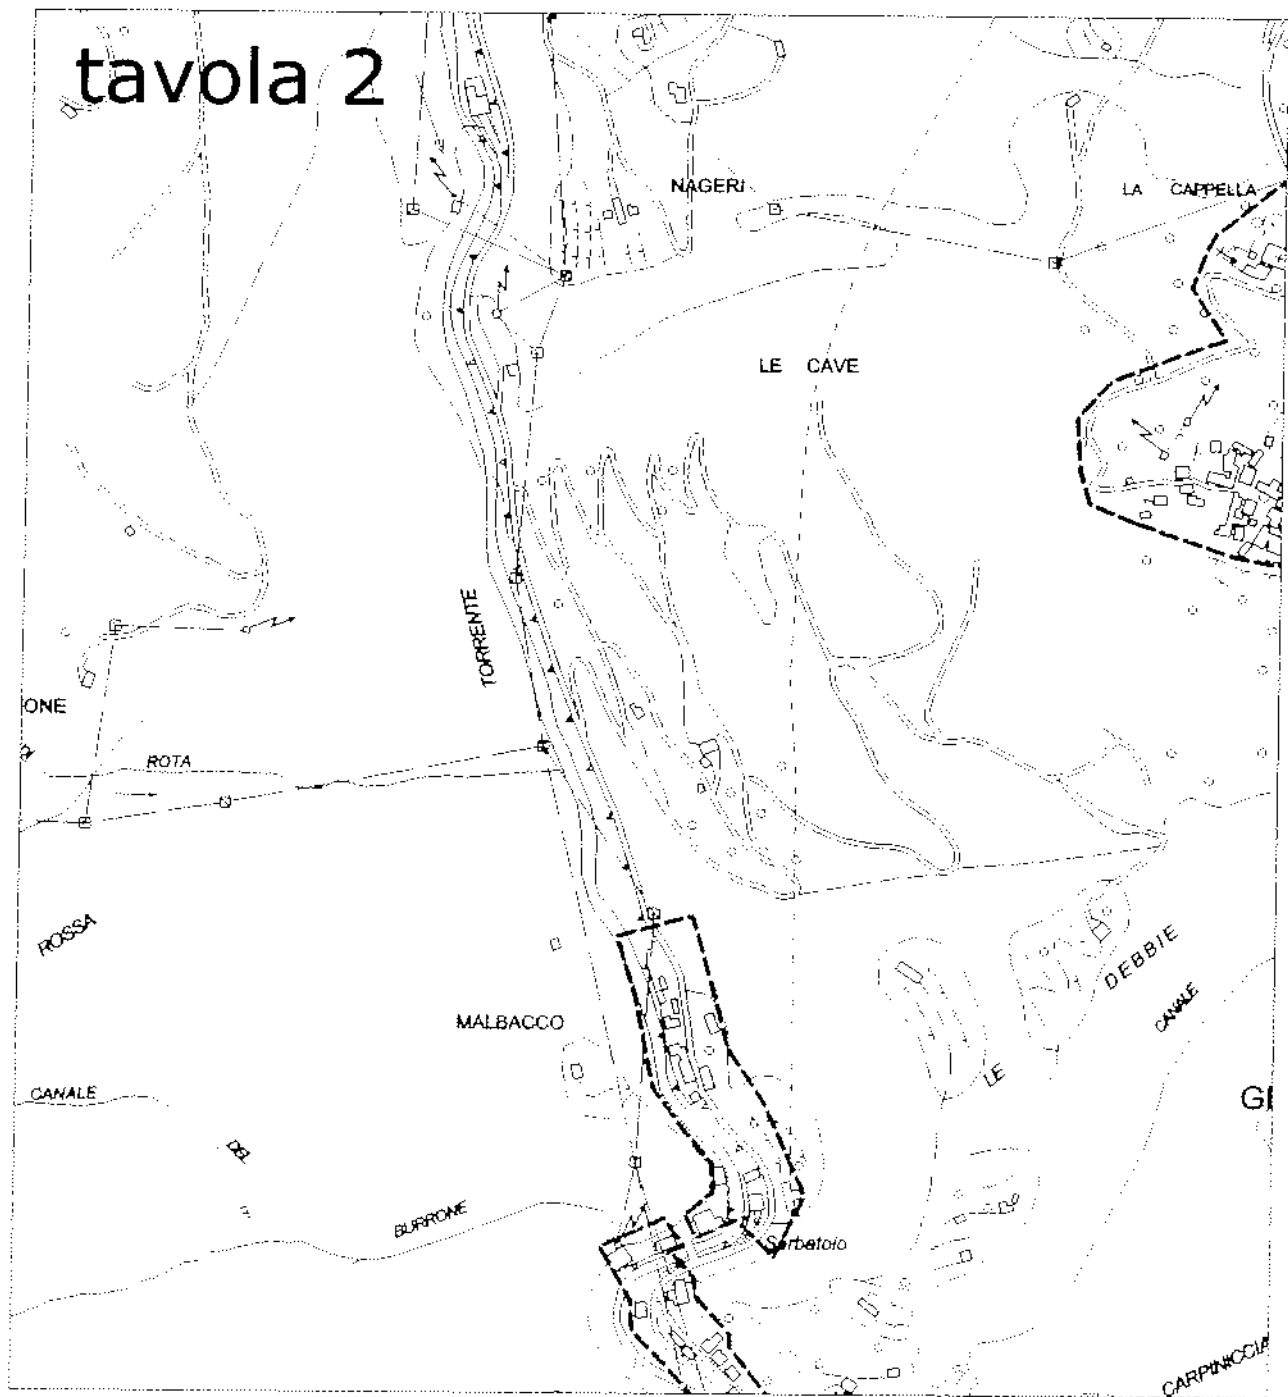 tavola 2
NAGERI
LA CAPPELLA
LE CAVE
TORRENTE
ONE
ROTA
ROSSA
LE DEBBIE
MALBACCO
CANALE
CANALE
DEL
BURRONE
Serbatoio
CARPINICCIA